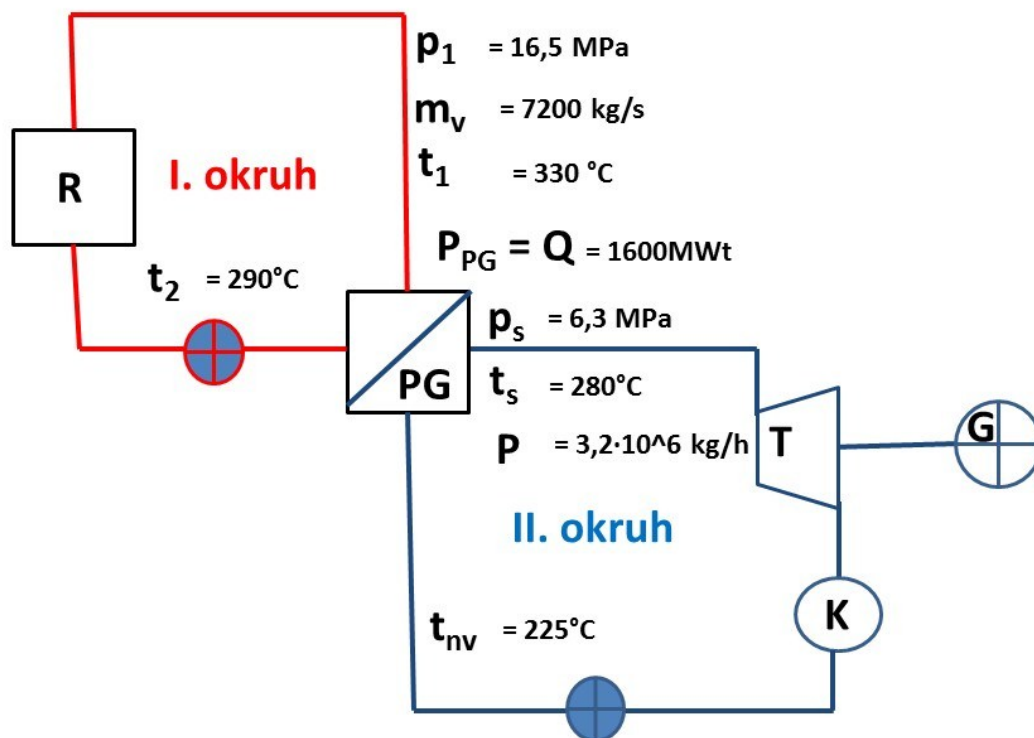 p1 = 16,5 MPa
mv = 7200 kg/s
t1 = 330 °C
R
I. okruh
PPG = Q = 1600MWt
t2 = 290°C
ps = 6,3 MPa
PG
ts = 280°C
P = 3,2·10^6 kg/h
T
G
II. okruh
K
tnv = 225°C